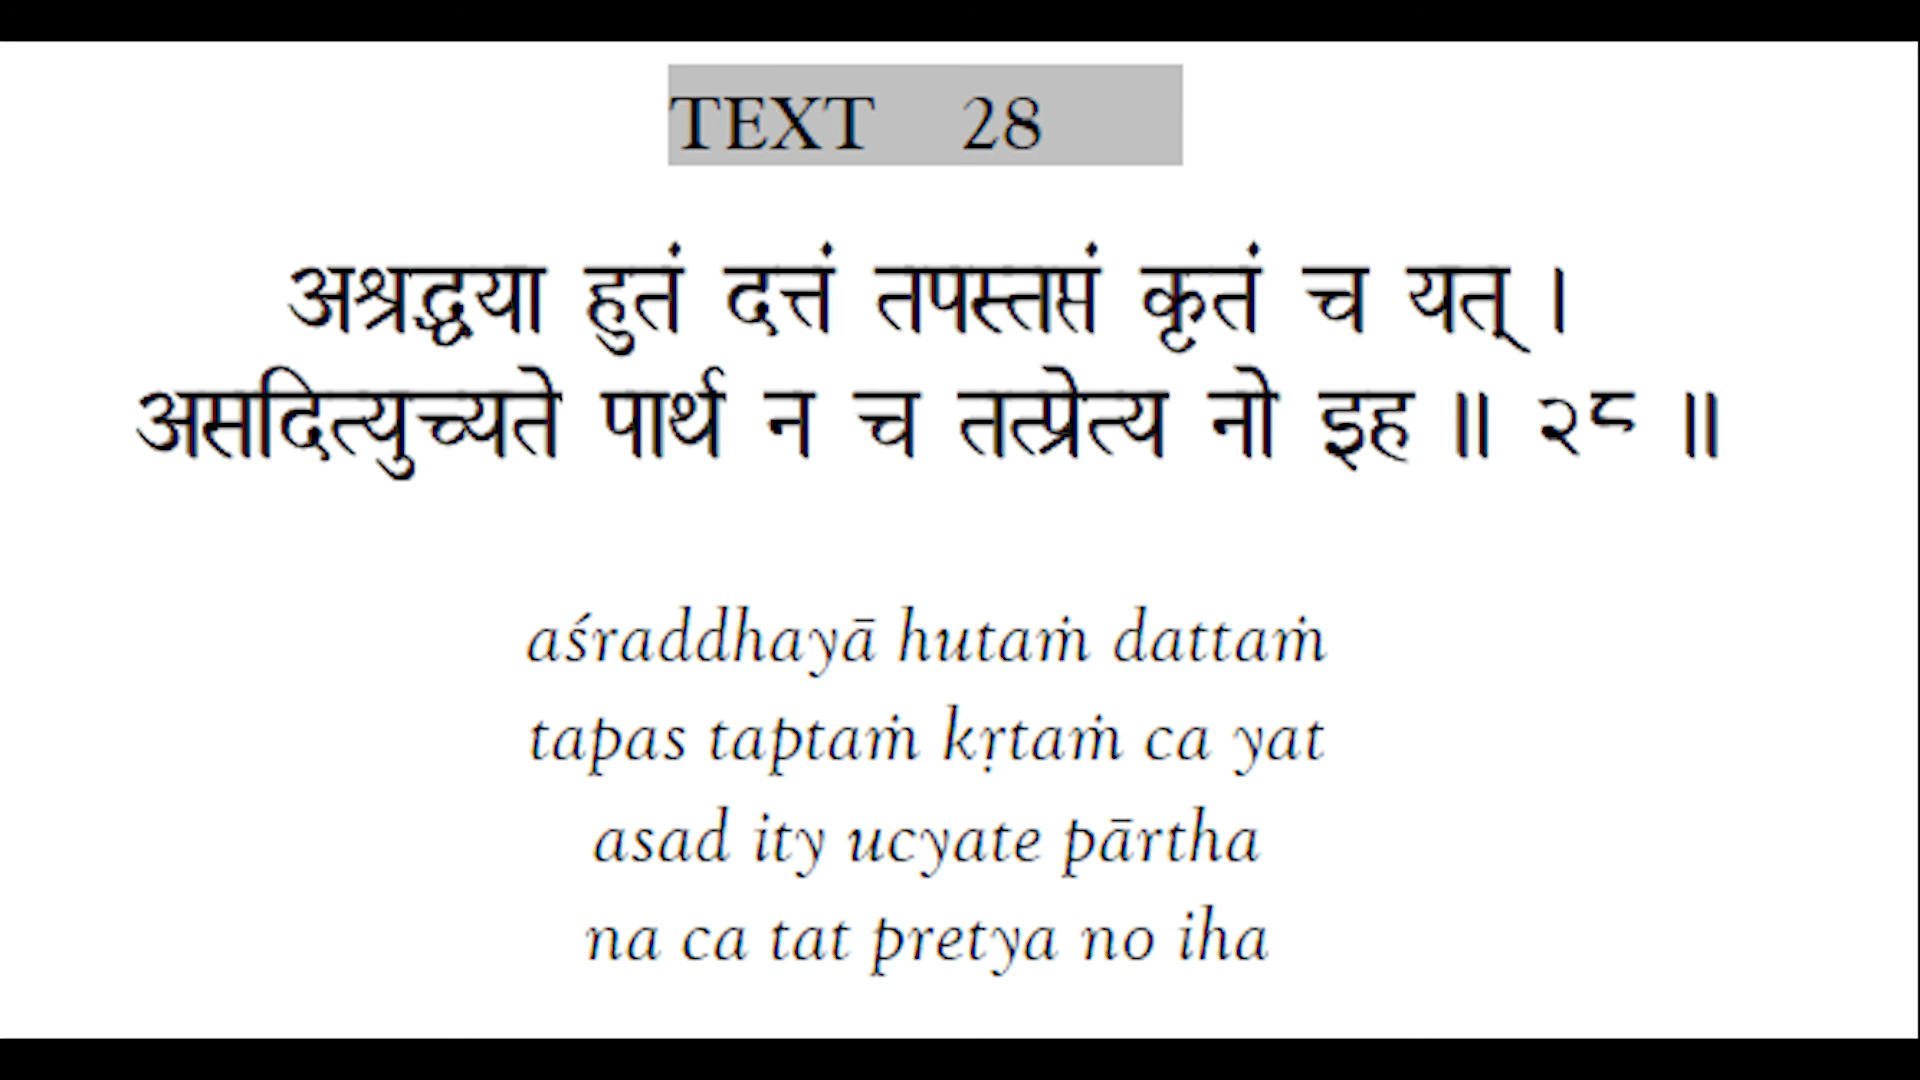 TEXT 28
अश्रद्धया हुतं दत्तं तपस्तप्तं कृतं च यत् ।
असदित्युच्यते पार्थ न च तत्प्रेत्य नो इह ॥ २८ ॥
aśraddhayā hutaṁ dattaṁ
tapas taptaṁ kṛtaṁ ca yat
asad ity ucyate pārtha
na ca tat pretya no iha